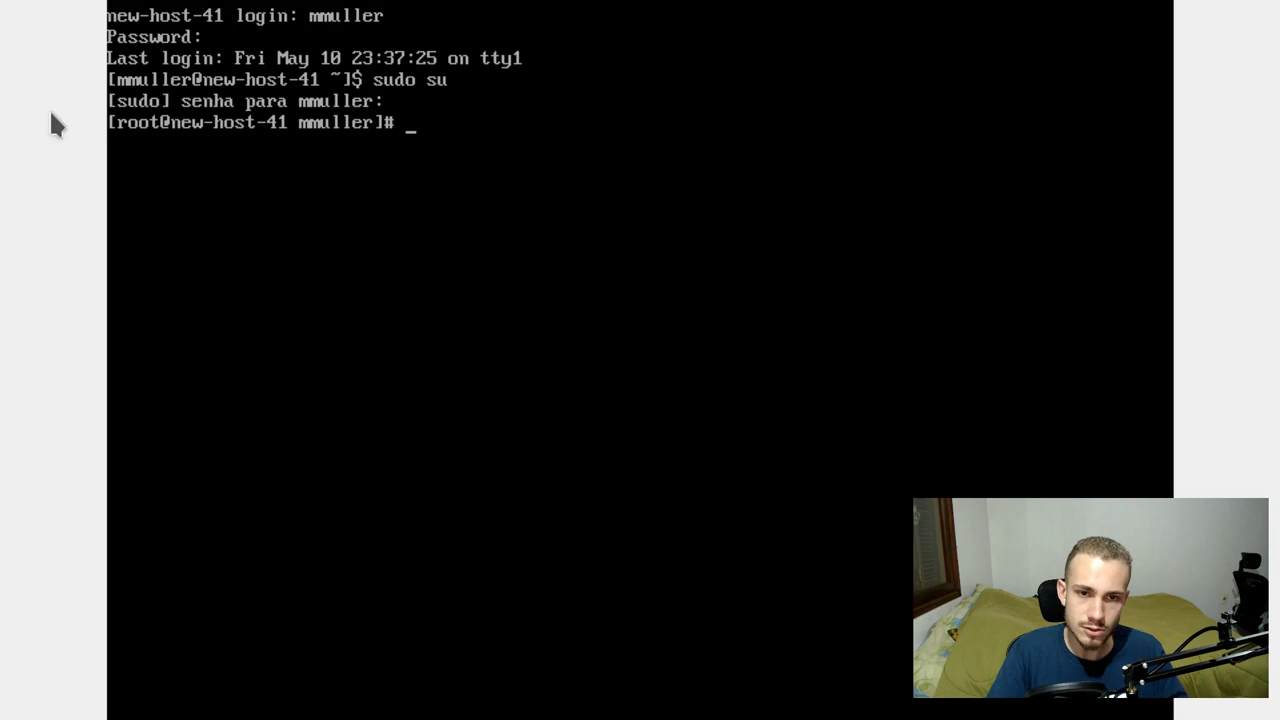 new-host-41 login: mmuller
Password:
Last login: Fri May 10 23:37:25 on tty1
[mmuller@new-host-41 ~]$ sudo su
[sudo] senha para mmuller:
[root@new-host-41 mmuller]# _